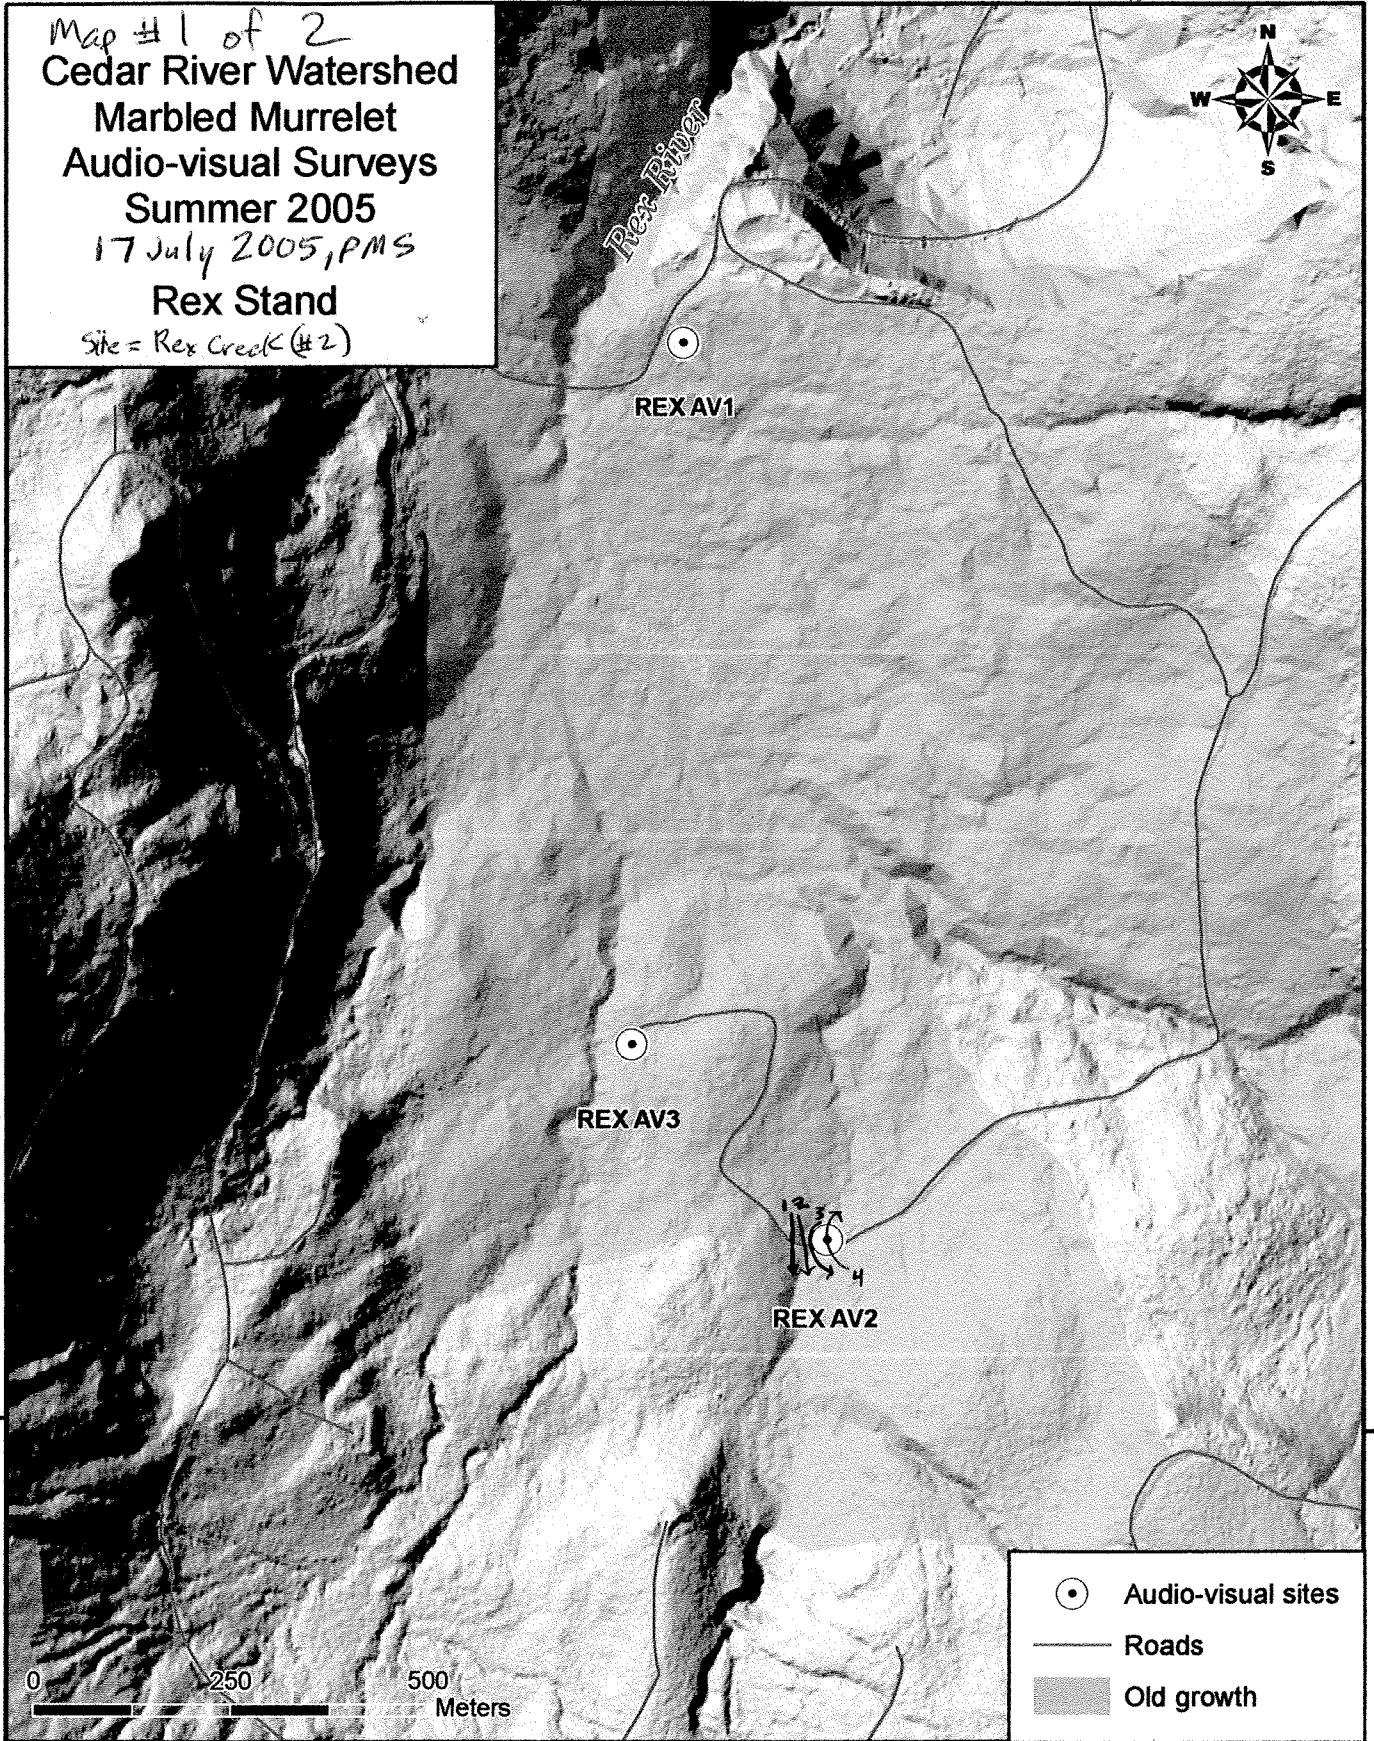 Map #1 of 2
Cedar River Watershed
Marbled Murrelet
Audio-visual Surveys
Summer 2005
17 July 2005, PMS
Rex Stand
Site = Rex Creek (#2)
N
W E
S
Rex River
REX AV1
REX AV3
1 2 3
4
REX AV2
Audio-visual sites
Roads
Old growth
0 250 500
Meters